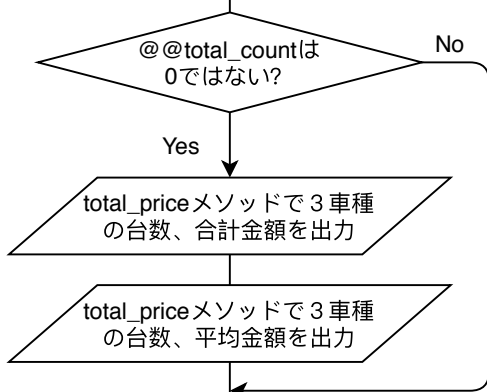 @@total_countは
0ではない?
No
Yes
total_priceメソッドで３車種
の台数、合計金額を出力
total_priceメソッドで３車種
の台数、平均金額を出力